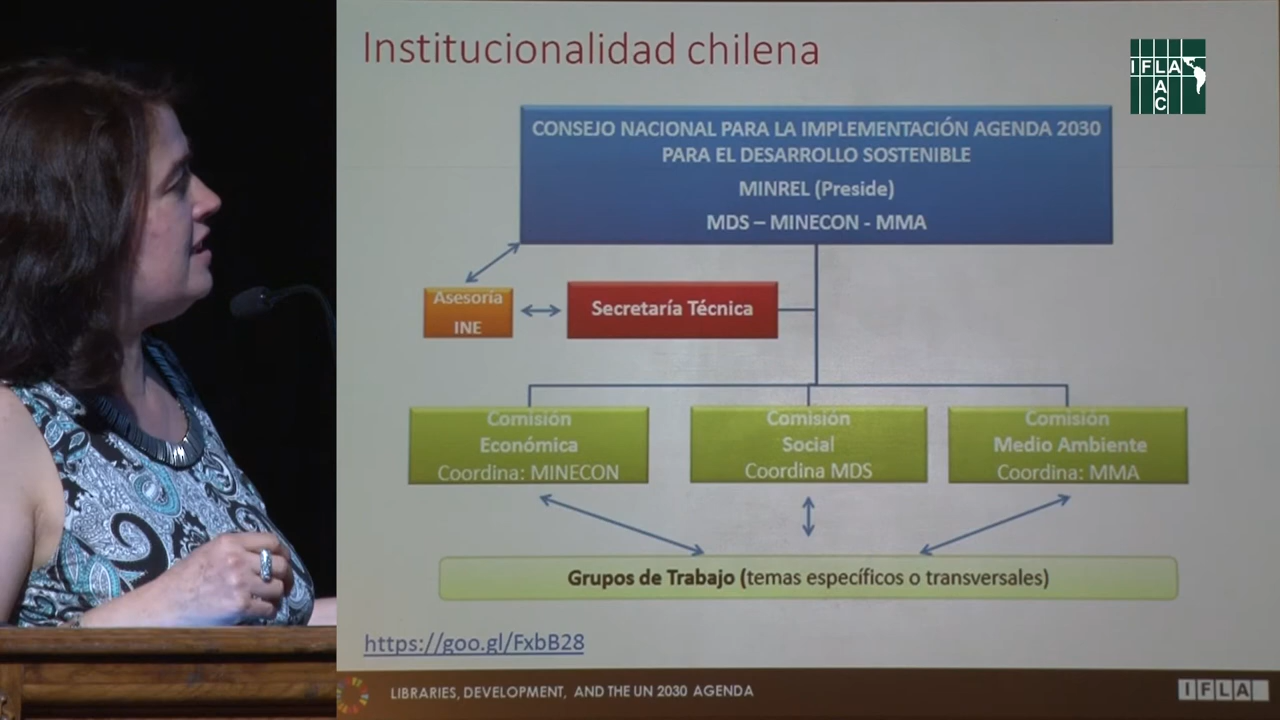 Institucionalidad chilena
IFLA
LAC
CONSEJO NACIONAL PARA LA IMPLEMENTACIÓN AGENDA 2030
PARA EL DESARROLLO SOSTENIBLE
MINREL (Preside)
MDS – MINECON - MMA
Asesoría
INE
Secretaría Técnica
Comisión
Económica
Coordina: MINECON
Comisión
Social
Coordina MDS
Comisión
Medio Ambiente
Coordina: MMA
Grupos de Trabajo (temas específicos o transversales)
https://goo.gl/FxbB28
LIBRARIES, DEVELOPMENT, AND THE UN 2030 AGENDA
IFLA